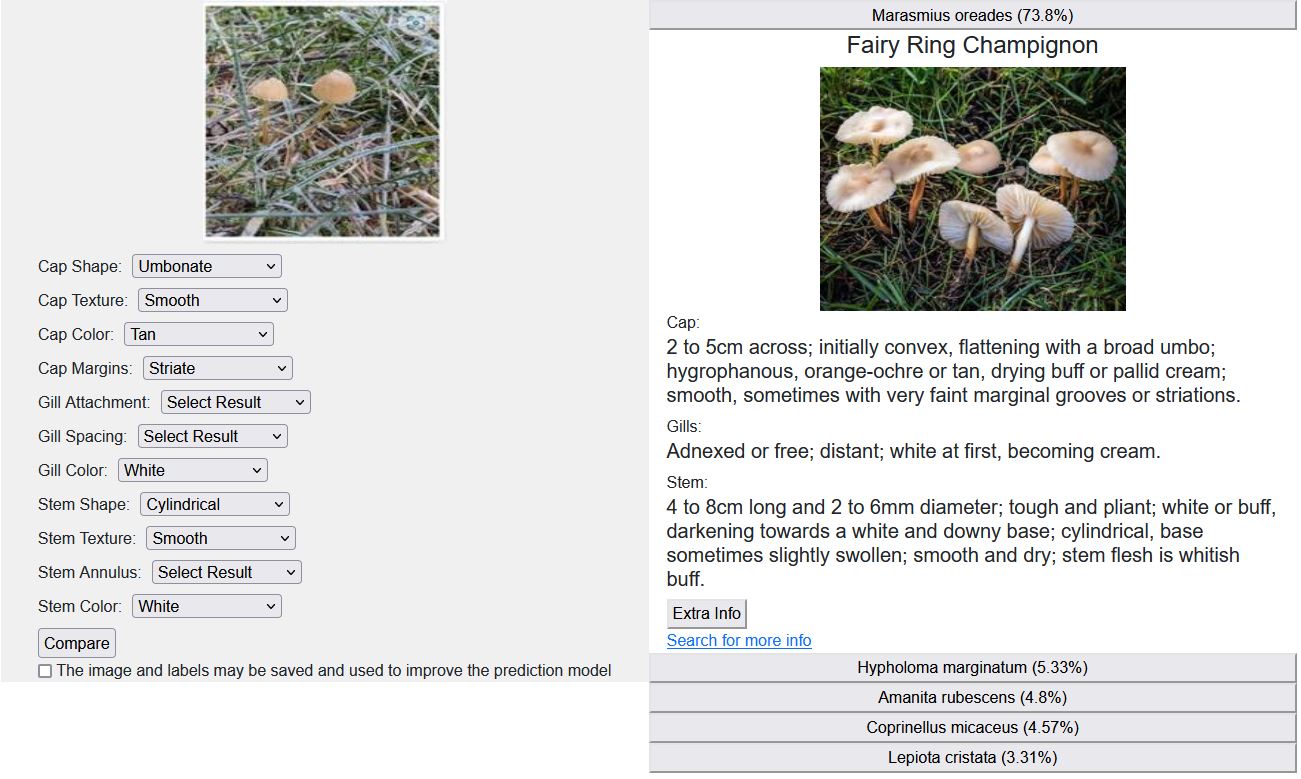 Cap Shape: Umbonate
Cap Texture: Smooth
Cap Color: Tan
Cap Margins: Striate
Gill Attachment: Select Result
Gill Spacing: Select Result
Gill Color: White
Stem Shape: Cylindrical
Stem Texture: Smooth
Stem Annulus: Select Result
Stem Color: White
Compare
The image and labels may be saved and used to improve the prediction model
Marasmius oreades (73.8%)
Fairy Ring Champignon
Cap:
2 to 5cm across; initially convex, flattening with a broad umbo;
hygrophanous, orange-ochre or tan, drying buff or pallid cream;
smooth, sometimes with very faint marginal grooves or striations.
Gills:
Adnexed or free; distant; white at first, becoming cream.
Stem:
4 to 8cm long and 2 to 6mm diameter; tough and pliant; white or buff,
darkening towards a white and downy base; cylindrical, base
sometimes slightly swollen; smooth and dry; stem flesh is whitish
buff.
Extra Info
Search for more info
Hypholoma marginatum (5.33%)
Amanita rubescens (4.8%)
Coprinellus micaceus (4.57%)
Lepiota cristata (3.31%)